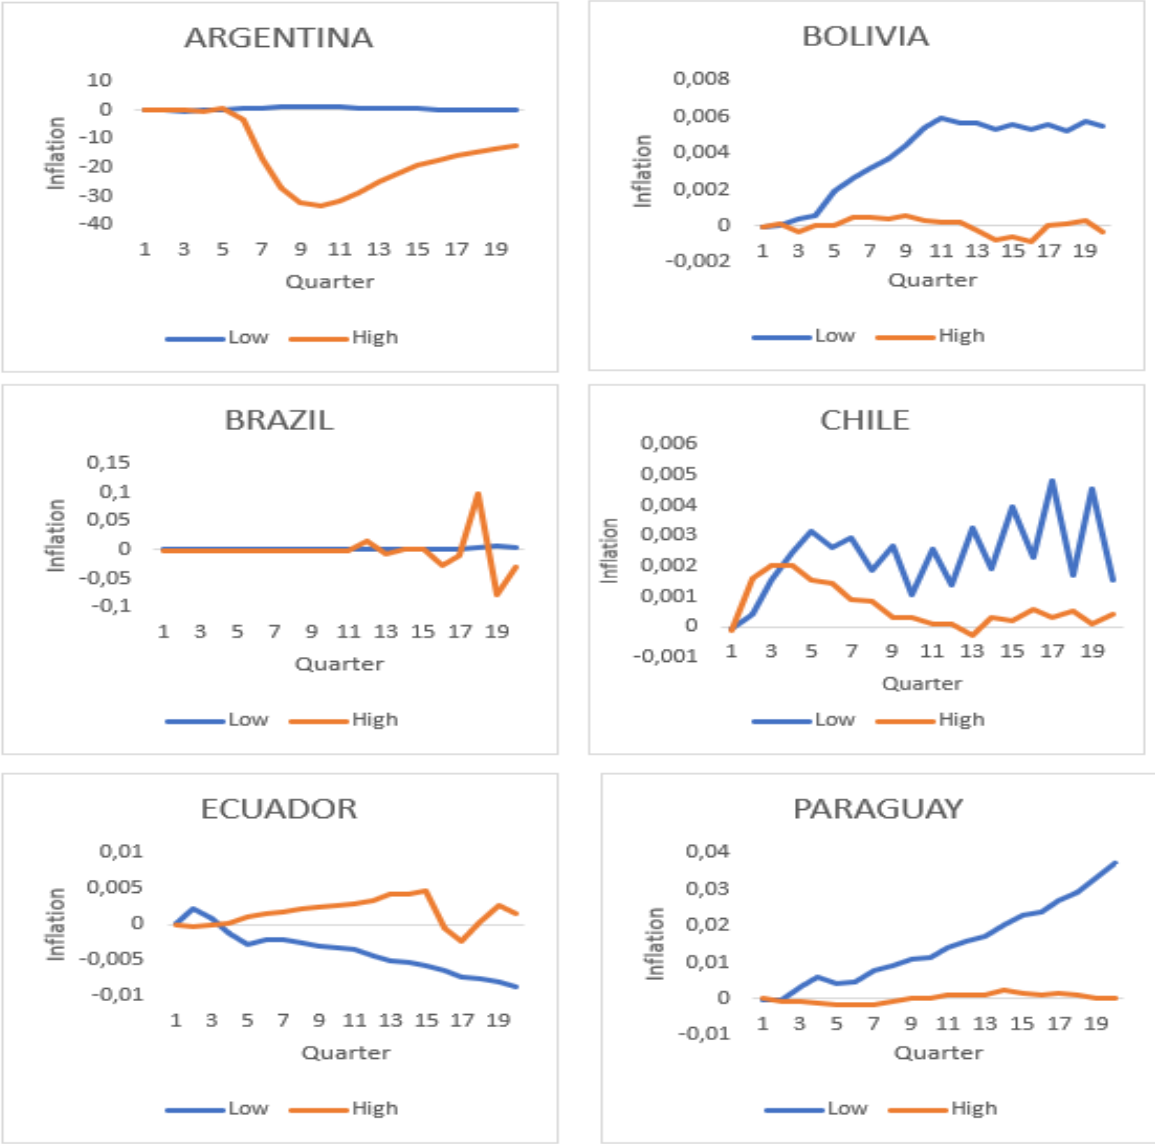 ARGENTINA
10
0
-10
-20
-30
-40
Inflation
1 3 5 7 9 11 13 15 17 19
Quarter
Low High
BOLIVIA
0,008
0,006
0,004
0,002
0
-0,002
Inflation
1 3 5 7 9 11 13 15 17 19
Quarter
Low High
BRAZIL
0,15
0,1
0,05
0
-0,05
-0,1
Inflation
1 3 5 7 9 11 13 15 17 19
Quarter
Low High
CHILE
0,006
0,005
0,004
0,003
0,002
0,001
0
-0,001
Inflation
1 3 5 7 9 11 13 15 17 19
Quarter
Low High
ECUADOR
0,01
0,005
0
-0,005
-0,01
Inflation
1 3 5 7 9 11 13 15 17 19
Quarter
Low High
PARAGUAY
0,04
0,03
0,02
0,01
0
-0,01
Inflation
1 3 5 7 9 11 13 15 17 19
Quarter
Low High